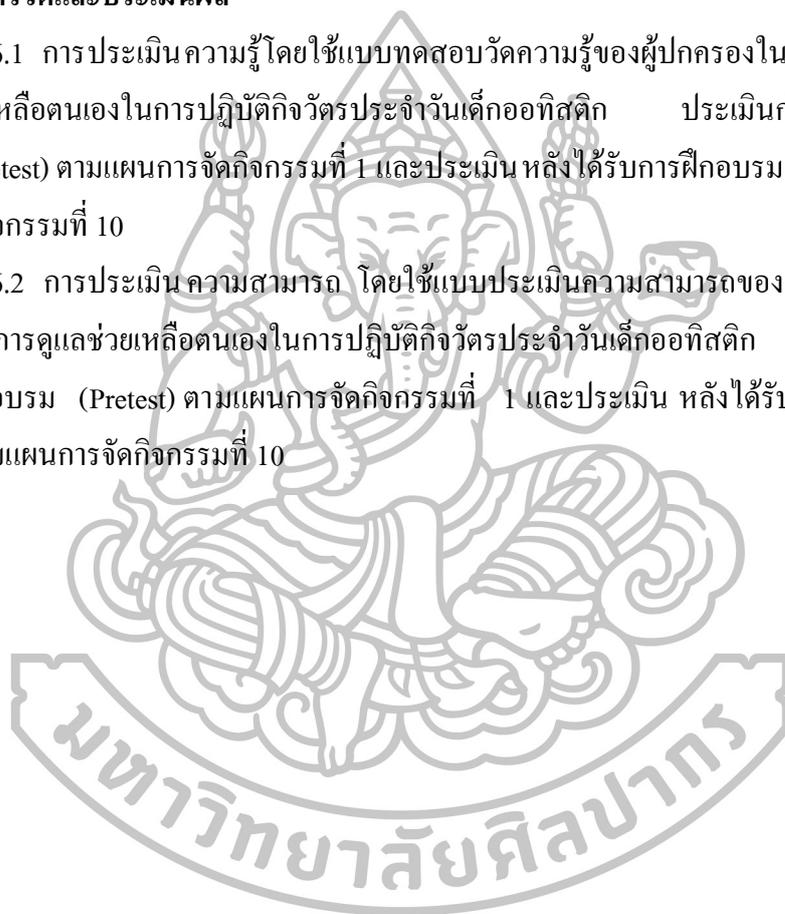 6.1 การประเมินความรู้โดยใช้แบบทดสอบวัดความรู้ของผู้ปกครองใน
เหลือตนเองในการปฏิบัติกิจวัตรประจำวันเด็กออทิสติก ประเมินก
test) ตามแผนการจัดกิจกรรมที่ 1 และประเมิน หลังได้รับการฝึกอบรม
จกรรมที่ 10
6.2 การประเมินความสามารถ โดยใช้แบบประเมินความสามารถของ
การดูแลช่วยเหลือตนเองในการปฏิบัติกิจวัตรประจำวันเด็กออทิสติก
อบรม (Pretest) ตามแผนการจัดกิจกรรมที่ 1 และประเมิน หลังได้รับ
มแผนการจัดกิจกรรมที่ 10
มหาวิทยาลัยศิลปากร